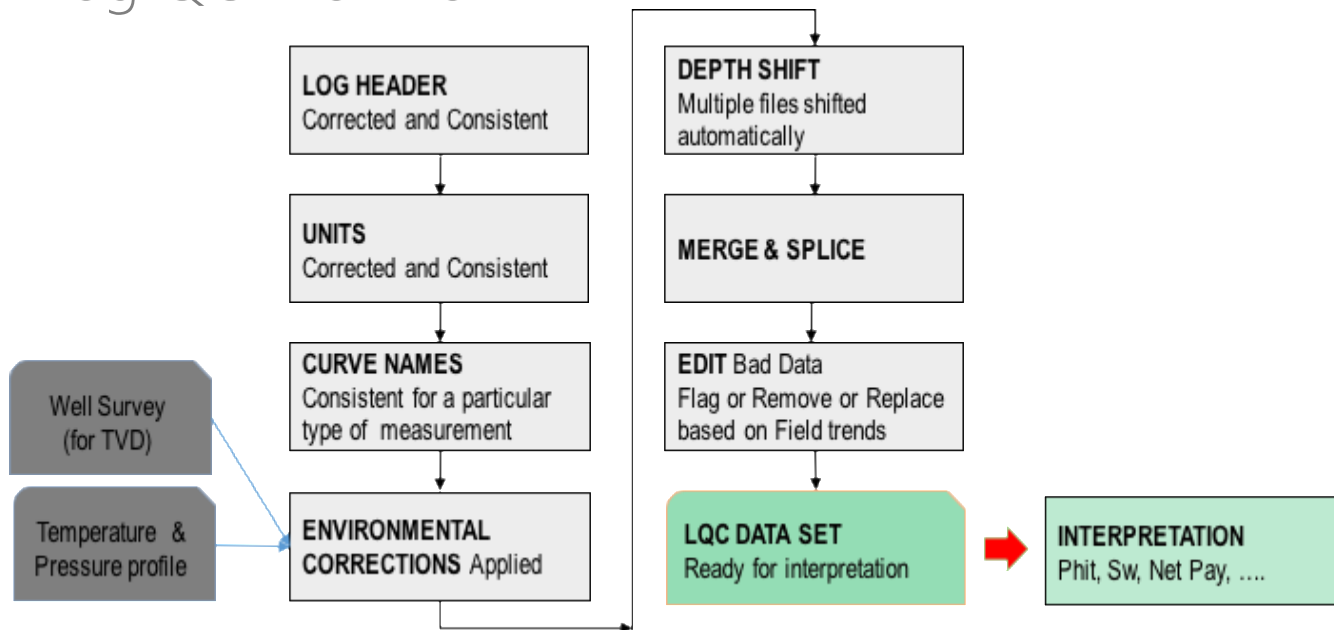 LOG HEADER
Corrected and Consistent
UNITS
Corrected and Consistent
CURVE NAMES
Consistent for a particular
type of measurement
Well Survey
(for TVD)
Temperature &
Pressure profile
ENVIRONMENTAL
CORRECTIONS Applied
DEPTH SHIFT
Multiple files shifted
automatically
MERGE & SPLICE
EDIT Bad Data
Flag or Remove or Replace
based on Field trends
LQC DATA SET
Ready for interpretation
INTERPRETATION
Phit, Sw, Net Pay, ....